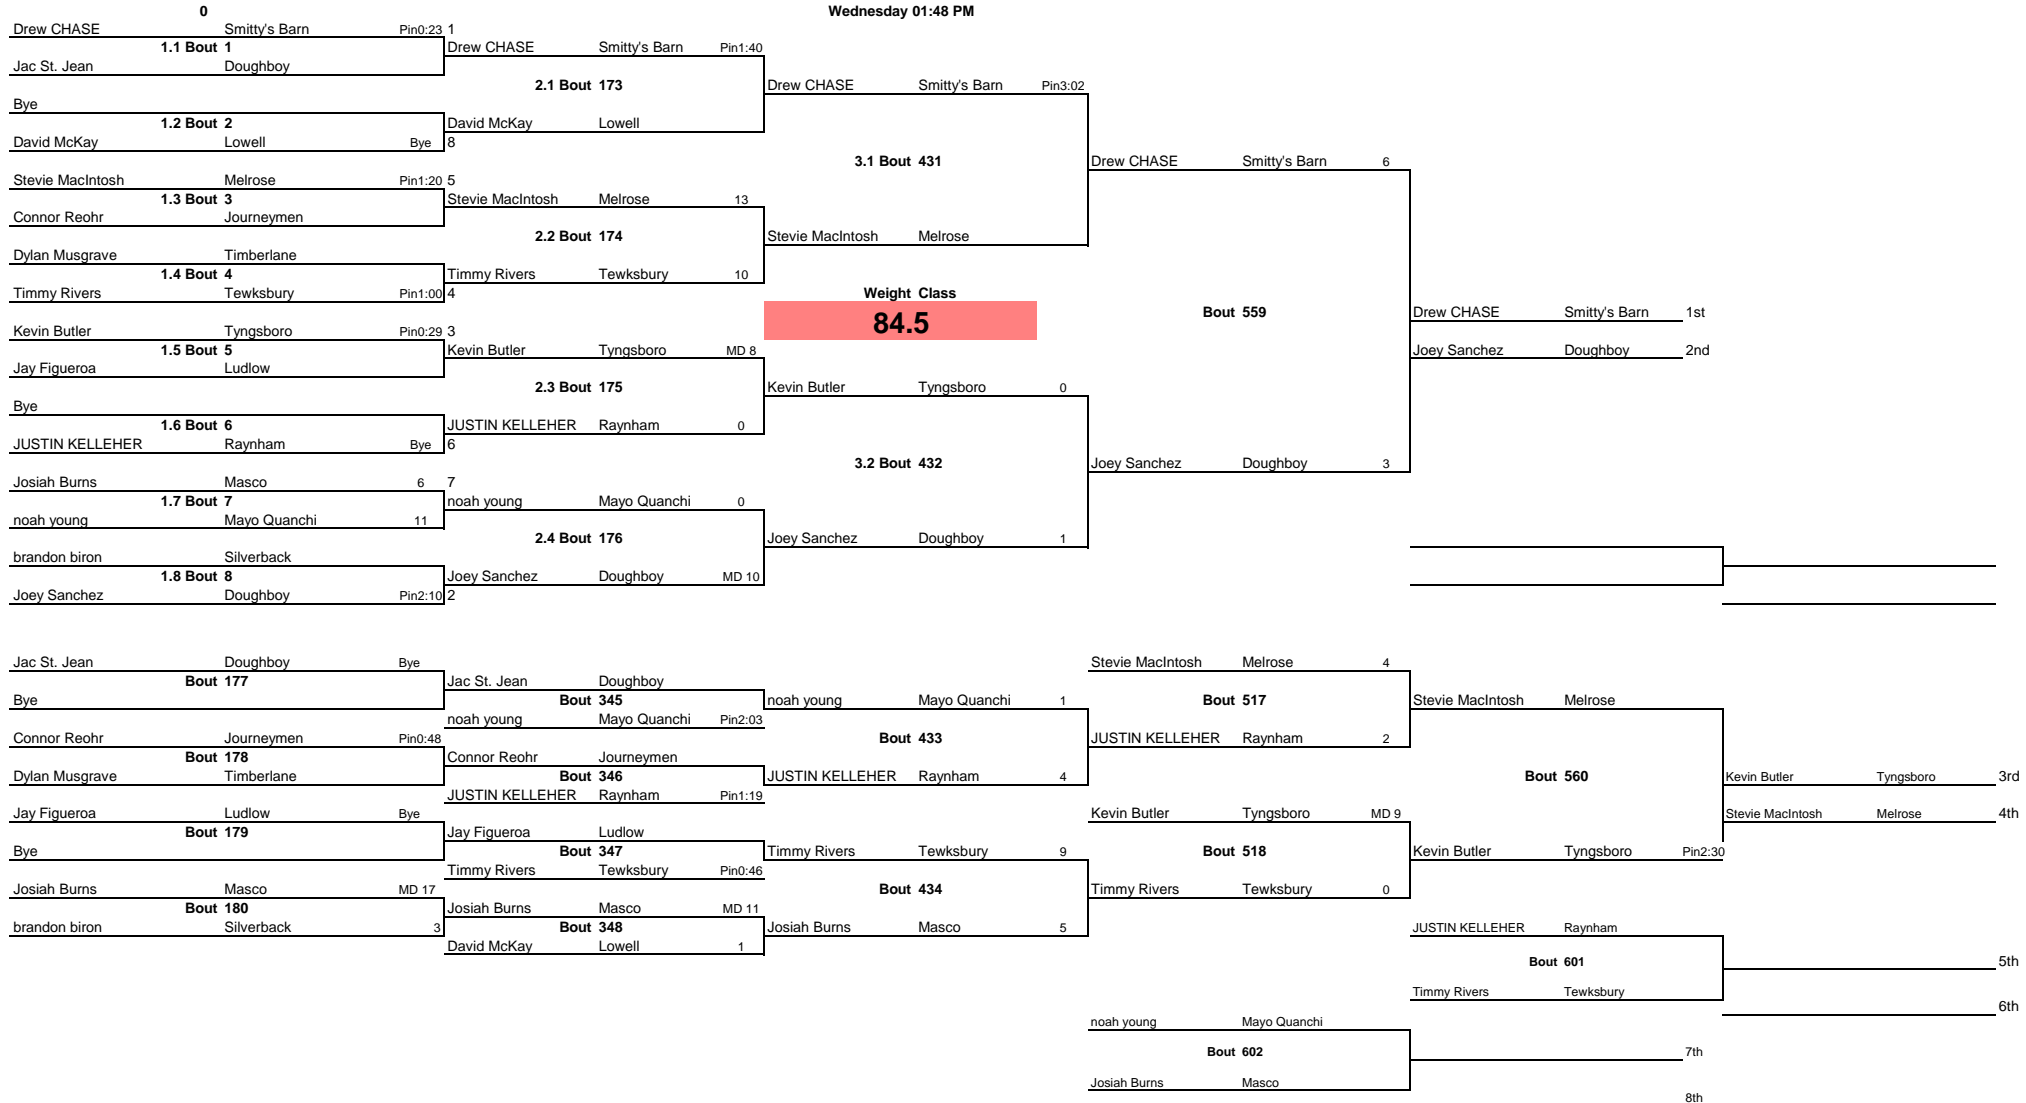 0 Wednesday 01:48 PM
Drew CHASE Smitty's Barn Pin0:23 1
1.1 Bout 1 Drew CHASE Smitty's Barn Pin1:40
Jac St. Jean Doughboy
2.1 Bout 173 Drew CHASE Smitty's Barn Pin3:02
Bye
1.2 Bout 2 David McKay Lowell
David McKay Lowell Bye 8
3.1 Bout 431 Drew CHASE Smitty's Barn 6
Stevie MacIntosh Melrose Pin1:20 5
1.3 Bout 3 Stevie MacIntosh Melrose 13
Connor Reohr Journeymen
2.2 Bout 174 Stevie MacIntosh Melrose
Dylan Musgrave Timberlane
1.4 Bout 4 Timmy Rivers Tewksbury 10
Timmy Rivers Tewksbury Pin1:00 4 Weight Class
Bout 559 Drew CHASE Smitty's Barn 1st
84.5
Kevin Butler Tyngsboro Pin0:29 3
1.5 Bout 5 Kevin Butler Tyngsboro MD 8 Joey Sanchez Doughboy 2nd
Jay Figueroa Ludlow
2.3 Bout 175 Kevin Butler Tyngsboro 0
Bye
1.6 Bout 6 JUSTIN KELLEHER Raynham 0
JUSTIN KELLEHER Raynham Bye 6
3.2 Bout 432 Joey Sanchez Doughboy 3
Josiah Burns Masco 6 7
1.7 Bout 7 noah young Mayo Quanchi 0
noah young Mayo Quanchi 11
2.4 Bout 176 Joey Sanchez Doughboy 1
brandon biron Silverback
1.8 Bout 8 Joey Sanchez Doughboy MD 10
Joey Sanchez Doughboy Pin2:10 2
Jac St. Jean Doughboy Bye Stevie MacIntosh Melrose 4
Bout 177 Jac St. Jean Doughboy
Bye Bout 345 noah young Mayo Quanchi 1 Bout 517 Stevie MacIntosh Melrose
noah young Mayo Quanchi Pin2:03
Connor Reohr Journeymen Pin0:48 Bout 433 JUSTIN KELLEHER Raynham 2
Bout 178 Connor Reohr Journeymen
Dylan Musgrave Timberlane Bout 346 JUSTIN KELLEHER Raynham 4 Bout 560 Kevin Butler Tyngsboro 3rd
JUSTIN KELLEHER Raynham Pin1:19
Jay Figueroa Ludlow Bye Kevin Butler Tyngsboro MD 9 Stevie MacIntosh Melrose 4th
Bout 179 Jay Figueroa Ludlow
Bye Bout 347 Timmy Rivers Tewksbury 9 Bout 518 Kevin Butler Tyngsboro Pin2:30
Timmy Rivers Tewksbury Pin0:46
Josiah Burns Masco MD 17 Bout 434 Timmy Rivers Tewksbury 0
Bout 180 Josiah Burns Masco MD 11
brandon biron Silverback 3 Bout 348 Josiah Burns Masco 5 JUSTIN KELLEHER Raynham
David McKay Lowell 1
Bout 601 5th
Timmy Rivers Tewksbury
6th
noah young Mayo Quanchi
Bout 602 7th
Josiah Burns Masco
8th